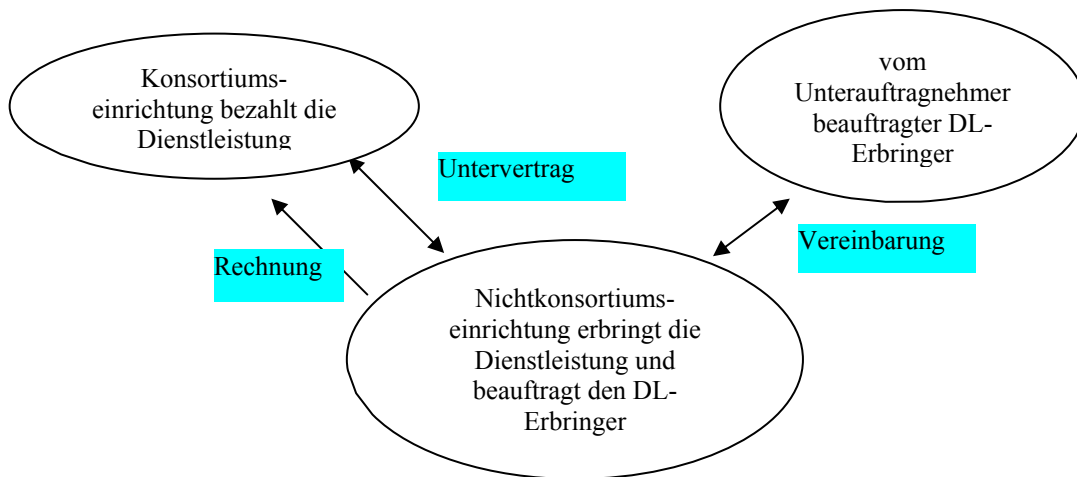 Konsortiums-
einrichtung bezahlt die
Dienstleistung
vom
Unterauftragnehmer
beauftragter DL-
Erbringer
Untervertrag
Rechnung
Vereinbarung
Nichtkonsortiums-
einrichtung erbringt die
Dienstleistung und
beauftragt den DL-
Erbringer